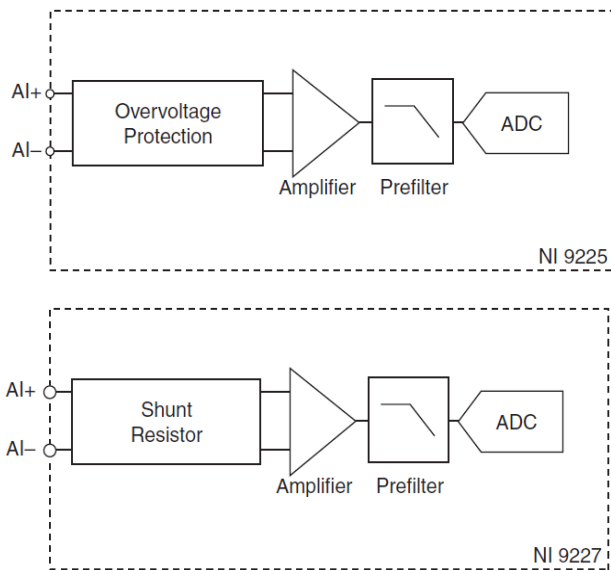 AI+
AI–
Overvoltage
Protection
ADC
Amplifier
Prefilter
NI 9225
AI+
AI–
Shunt
Resistor
ADC
Amplifier
Prefilter
NI 9227